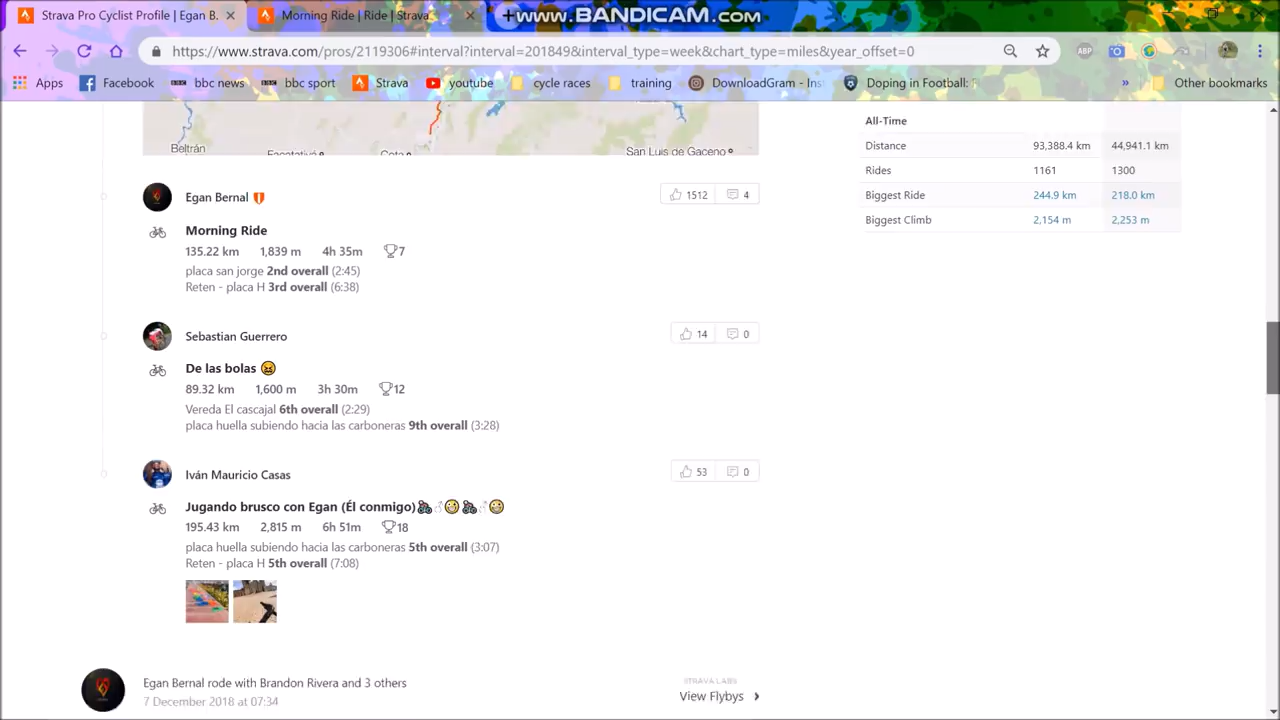 Strava Pro Cyclist Profile | Egan B.
Morning Ride | Ride | Strava
www.BANDICAM.com
https://www.strava.com/pros/2119306#interval?interval=201849&interval_type=week&chart_type=miles&year_offset=0
ABP
Apps
Facebook
BBC bbc news
BBC bbc sport
Strava
youtube
cycle races
training
DownloadGram - Inst
Doping in Football:
»
Other bookmarks
Beltrán
Facatativá
Cota
San Luis de Gaceno
All-Time
Distance 93,388.4 km 44,941.1 km
Rides 1161 1300
Biggest Ride 244.9 km 218.0 km
Biggest Climb 2,154 m 2,253 m
Egan Bernal
1512 4
Morning Ride
135.22 km 1,839 m 4h 35m 7
placa san jorge 2nd overall (2:45)
Reten - placa H 3rd overall (6:38)
Sebastian Guerrero
14 0
De las bolas 😆
89.32 km 1,600 m 3h 30m 12
Vereda El cascajal 6th overall (2:29)
placa huella subiendo hacia las carboneras 9th overall (3:28)
Iván Mauricio Casas
53 0
Jugando brusco con Egan (Él conmigo)
195.43 km 2,815 m 6h 51m 18
placa huella subiendo hacia las carboneras 5th overall (3:07)
Reten - placa H 5th overall (7:08)
Egan Bernal rode with Brandon Rivera and 3 others
7 December 2018 at 07:34
STRAVA LABS
View Flybys